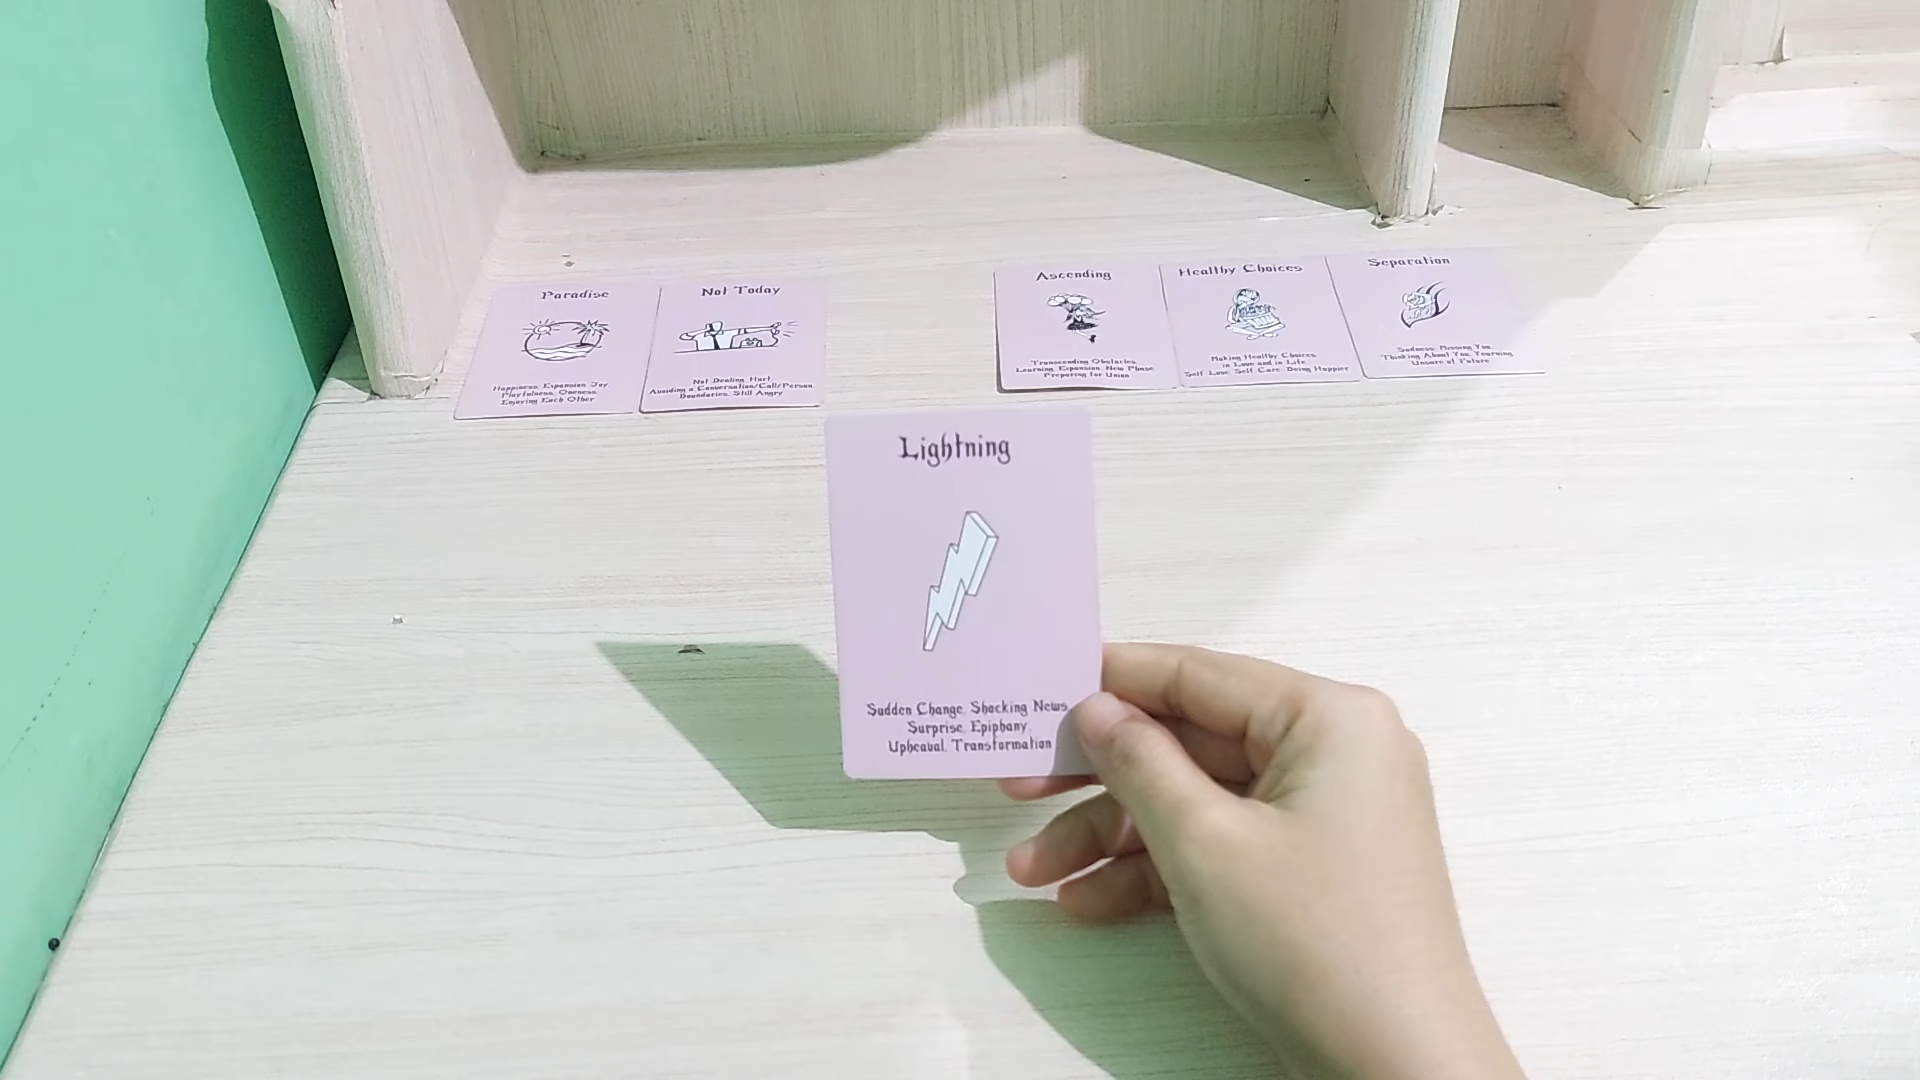 Paradise
Happiness, Expansion, Joy
Playfulness, Oneness
Enjoying Each Other
Not Today
Not Dealing, Hurt,
Avoiding a Conversation/Call/Person
Boundaries, Still Angry
Ascending
Transcending Obstacles,
Learning, Expansion, New Phase
Preparing for Union
Healthy Choices
Making Healthy Choices
in Love and in Life
Self Love, Self Care, Being Happier
Separation
Sadness, Missing You,
Thinking About You, Yearning,
Unsure of Future
Lightning
Sudden Change, Shocking News,
Surprise, Epiphany,
Upheaval, Transformation